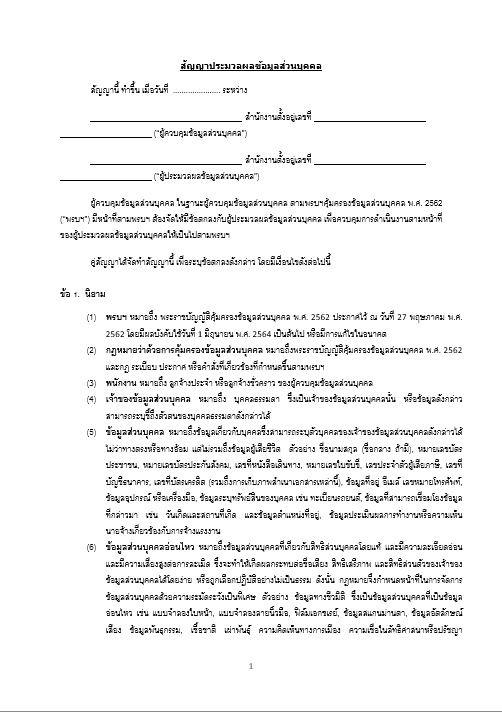 สัญญาประมวลผลข้อมูลส่วนบุคคล
สัญญานี้ ทำขึ้น เมื่อวันที่ ....................... ระหว่าง
สำนักงานตั้งอยู่เลขที่
("ผู้ควบคุมข้อมูลส่วนบุคคล")
สำนักงานตั้งอยู่เลขที่
("ผู้ประมวลผลข้อมูลส่วนบุคคล")
ผู้ควบคุมข้อมูลส่วนบุคคล ในฐานะผู้ควบคุมข้อมูลส่วนบุคคล ตามพรบฯคุ้มครองข้อมูลส่วนบุคคล พ.ศ. 2562
("พรบฯ") มีหน้าที่ตามพรบฯ ต้องจัดให้มีข้อตกลงกับผู้ประมวลผลข้อมูลส่วนบุคคล เพื่อควบคุมการดำเนินงานตามหน้าที่
ของผู้ประมวลผลข้อมูลส่วนบุคคลให้เป็นไปตามพรบฯ
คู่สัญญาได้จัดทำสัญญานี้ เพื่อระบุข้อตกลงดังกล่าว โดยมีเงื่อนไขดังต่อไปนี้
ข้อ 1. นิยาม
(1) พรบฯ หมายถึง พระราชบัญญัติคุ้มครองข้อมูลส่วนบุคคล พ.ศ. 2562 ประกาศไว้ ณ วันที่ 27 พฤษภาคม พ.ศ.
2562 โดยมีผลบังคับใช้วันที่ 1 มิถุนายน พ.ศ. 2564 เป็นต้นไป หรือมีการแก้ไขในอนาคต
(2) กฎหมายว่าด้วยการคุ้มครองข้อมูลส่วนบุคคล หมายถึงพระราชบัญญัติคุ้มครองข้อมูลส่วนบุคคล พ.ศ. 2562
และกฎ ระเบียบ ประกาศ หรือคำสั่งที่เกี่ยวข้องที่กำหนดขึ้นตามพรบฯ
(3) พนักงาน หมายถึง ลูกจ้างประจำ หรือลูกจ้างชั่วคราว ของผู้ควบคุมข้อมูลส่วนบุคคล
(4) เจ้าของข้อมูลส่วนบุคคล หมายถึง บุคคลธรรมดา ซึ่งเป็นเจ้าของข้อมูลส่วนบุคคลนั้น หรือข้อมูลดังกล่าว
สามารถระบุชี้ถึงตัวตนของบุคคลธรรมดาดังกล่าวได้
(5) ข้อมูลส่วนบุคคล หมายถึงข้อมูลเกี่ยวกับบุคคลซึ่งสามารถระบุตัวบุคคลของเจ้าของข้อมูลส่วนบุคคลดังกล่าวได้
ไม่ว่าทางตรงหรือทางอ้อม แต่ไม่รวมถึงข้อมูลผู้เสียชีวิต ตัวอย่าง ชื่อนามสกุล (ชื่อกลาง ถ้ามี), หมายเลขบัตร
ประชาชน, หมายเลขบัตรประกันสังคม, เลขที่หนังสือเดินทาง, หมายเลขใบขับขี่, เลขประจำตัวผู้เสียภาษี, เลขที่
บัญชีธนาคาร, เลขที่บัตรเครดิต (รวมถึงการเก็บภาพสำเนาเอกสารเหล่านี้), ข้อมูลที่อยู่ อีเมล์ เลขหมายโทรศัพท์,
ข้อมูลอุปกรณ์ หรือเครื่องมือ, ข้อมูลระบุทรัพย์สินของบุคคล เช่น ทะเบียนรถยนต์, ข้อมูลที่สามารถเชื่อมโยงข้อมูล
ที่กล่าวมา เช่น วันเกิดและสถานที่เกิด และข้อมูลตำแหน่งที่อยู่, ข้อมูลประเมินผลการทำงานหรือความเห็น
นายจ้างเกี่ยวข้องกับการจ้างแรงงาน
(6) ข้อมูลส่วนบุคคลอ่อนไหว หมายถึงข้อมูลส่วนบุคคลที่เกี่ยวกับสิทธิส่วนบุคคลโดยแท้ และมีความละเอียดอ่อน
และมีความเสี่ยงสูงต่อการละเมิด ซึ่งจะทำให้เกิดผลกระทบต่อชื่อเสียง สิทธิเสรีภาพ และสิทธิส่วนตัวของเจ้าของ
ข้อมูลส่วนบุคคลได้โดยง่าย หรือถูกเลือกปฏิบัติอย่างไม่เป็นธรรม ดังนั้น กฎหมายจึงกำหนดหน้าที่ในการจัดการ
ข้อมูลส่วนบุคคลด้วยความระมัดระวังเป็นพิเศษ ตัวอย่าง ข้อมูลทางชีวมิติ ซึ่งเป็นข้อมูลส่วนบุคคลที่เป็นข้อมูล
อ่อนไหว เช่น แบบจำลองใบหน้า, แบบจำลองลายนิ้วมือ, ฟิล์มเอกซเรย์, ข้อมูลสแกนม่านตา, ข้อมูลอัตลักษณ์
เสียง ข้อมูลพันธุกรรม, เชื้อชาติ เผ่าพันธุ์ ความคิดเห็นทางการเมือง ความเชื่อในลัทธิศาสนาหรือปรัชญา
1